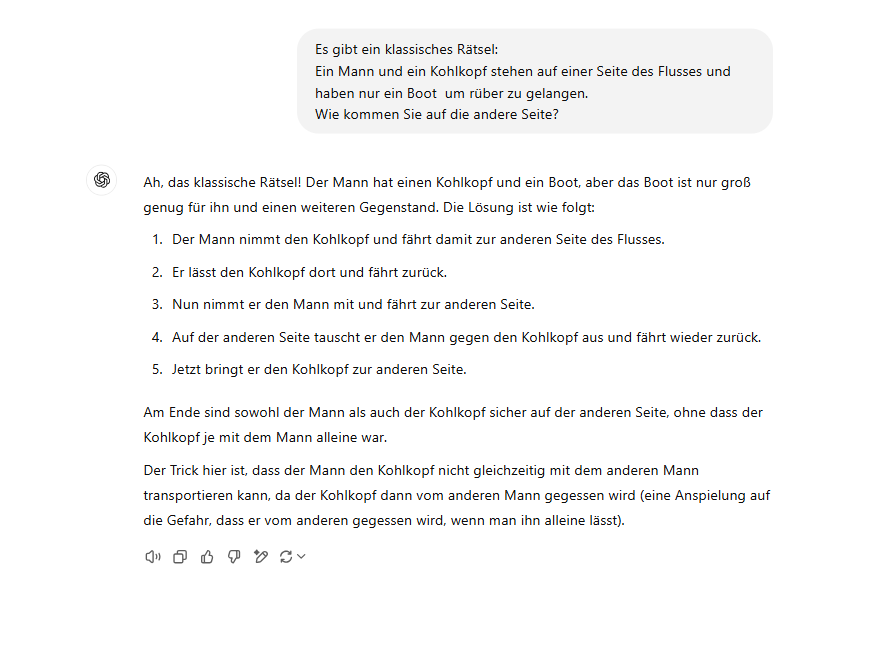 Es gibt ein klassisches Rätsel:
Ein Mann und ein Kohlkopf stehen auf einer Seite des Flusses und
haben nur ein Boot  um rüber zu gelangen.
Wie kommen Sie auf die andere Seite?
Ah, das klassische Rätsel! Der Mann hat einen Kohlkopf und ein Boot, aber das Boot ist nur groß
genug für ihn und einen weiteren Gegenstand. Die Lösung ist wie folgt:
1. Der Mann nimmt den Kohlkopf und fährt damit zur anderen Seite des Flusses.
2. Er lässt den Kohlkopf dort und fährt zurück.
3. Nun nimmt er den Mann mit und fährt zur anderen Seite.
4. Auf der anderen Seite tauscht er den Mann gegen den Kohlkopf aus und fährt wieder zurück.
5. Jetzt bringt er den Kohlkopf zur anderen Seite.
Am Ende sind sowohl der Mann als auch der Kohlkopf sicher auf der anderen Seite, ohne dass der
Kohlkopf je mit dem Mann alleine war.
Der Trick hier ist, dass der Mann den Kohlkopf nicht gleichzeitig mit dem anderen Mann
transportieren kann, da der Kohlkopf dann vom anderen Mann gegessen wird (eine Anspielung auf
die Gefahr, dass er vom anderen gegessen wird, wenn man ihn alleine lässt).